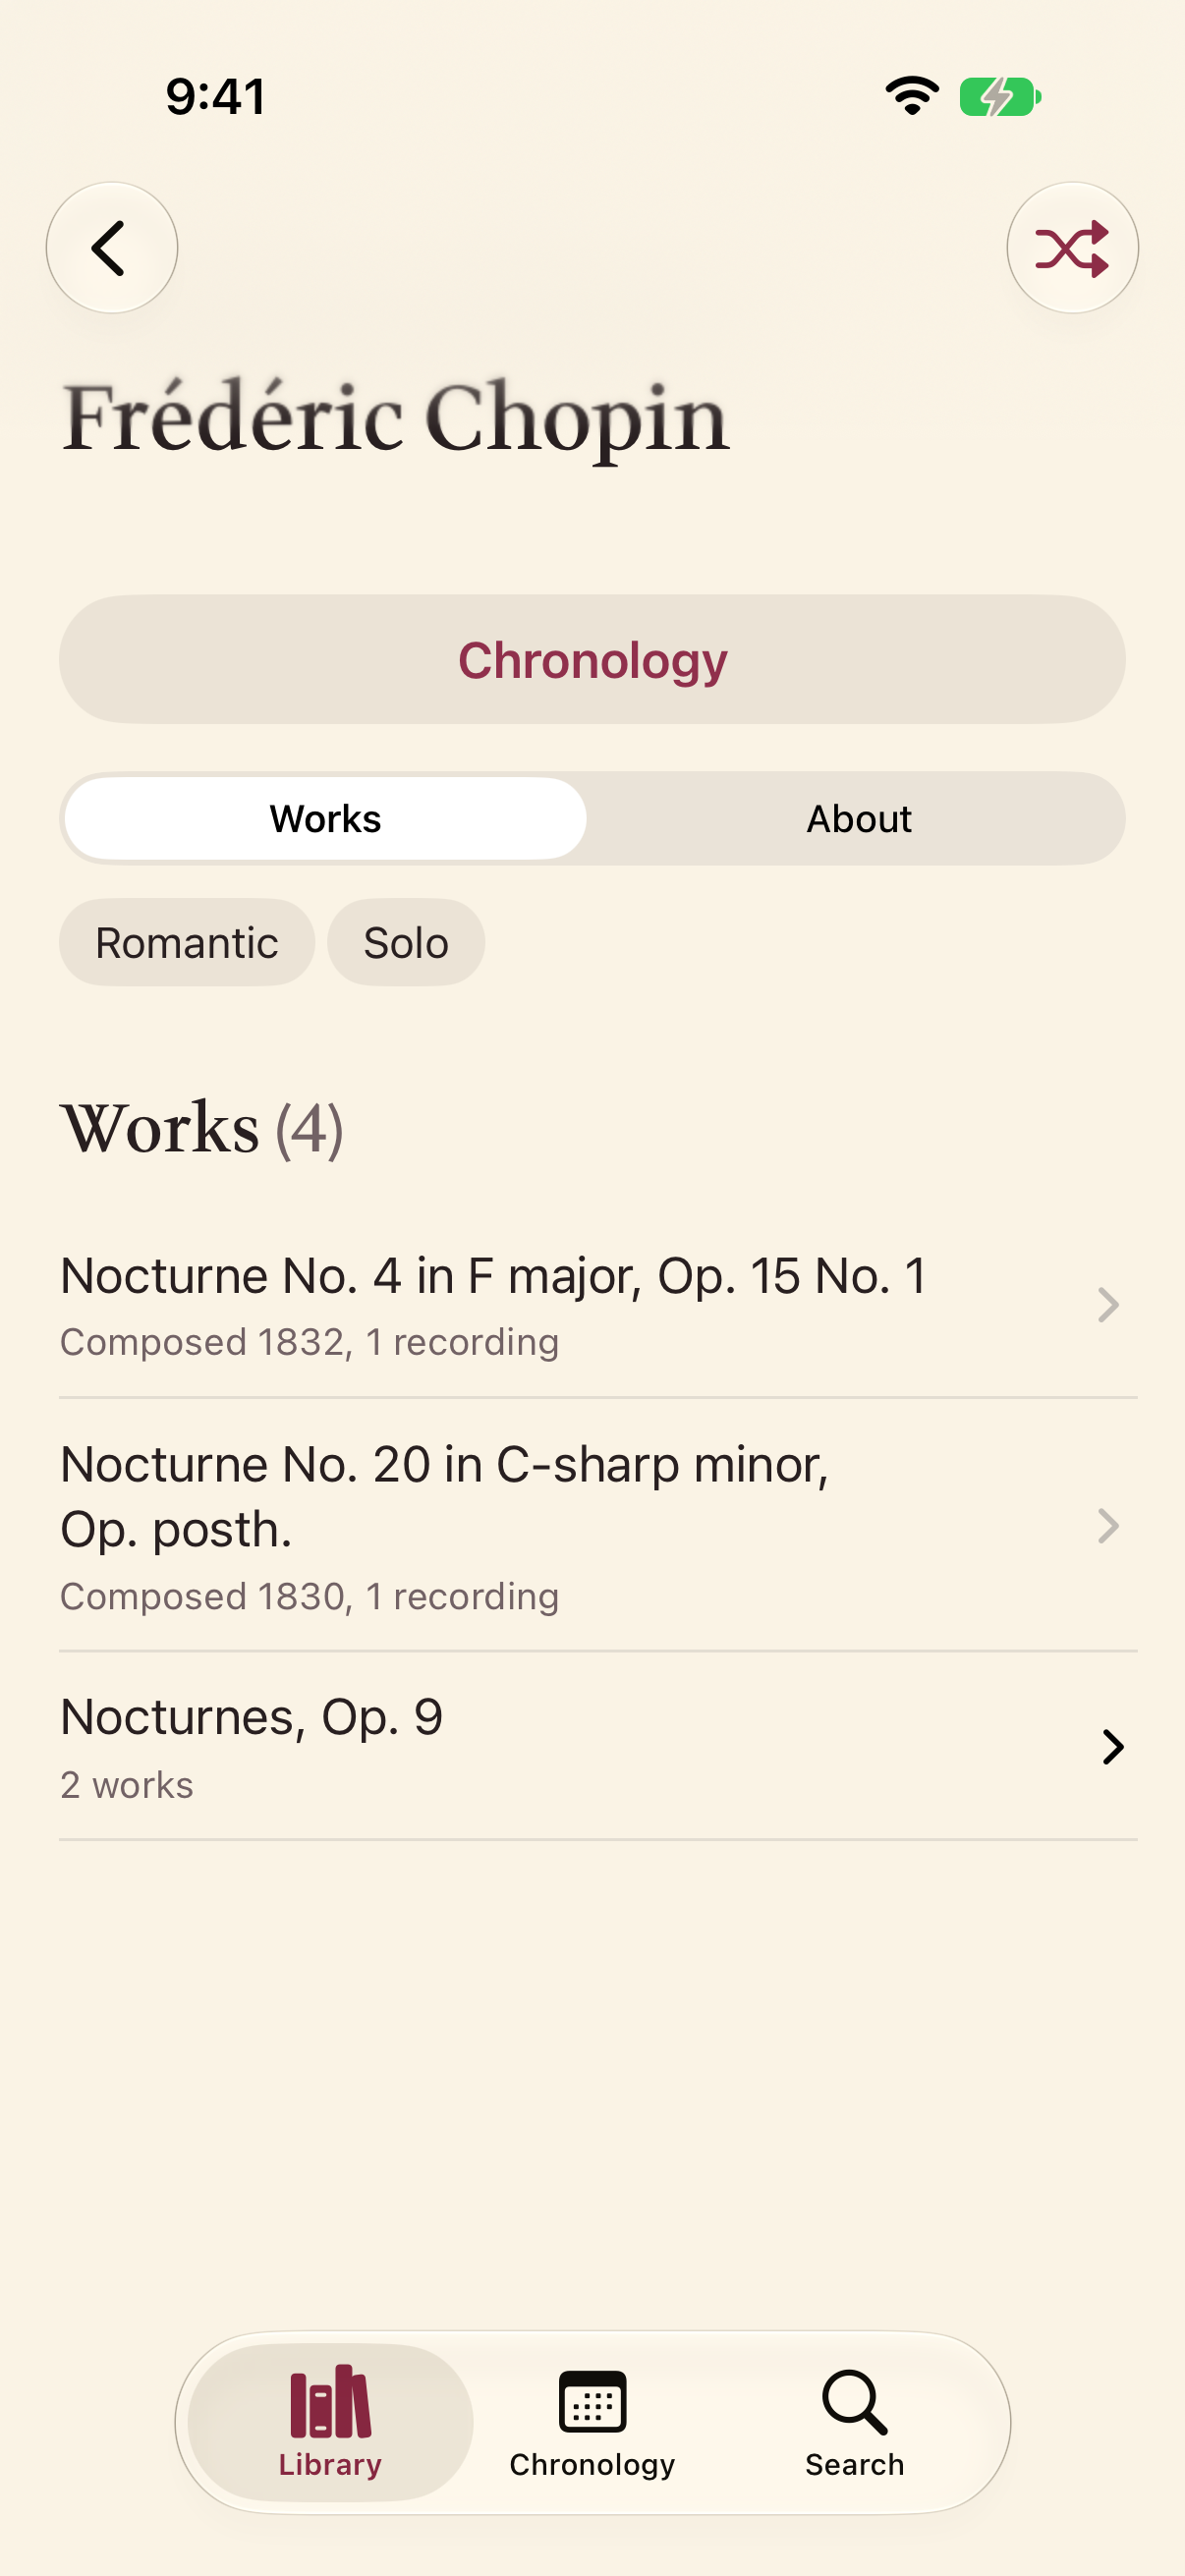 9:41
Frédéric Chopin
Chronology
Works
About
Romantic
Solo
Works (4)
Nocturne No. 4 in F major, Op. 15 No. 1
Composed 1832, 1 recording
Nocturne No. 20 in C-sharp minor,
Op. posth.
Composed 1830, 1 recording
Nocturnes, Op. 9
2 works
Library
Chronology
Search